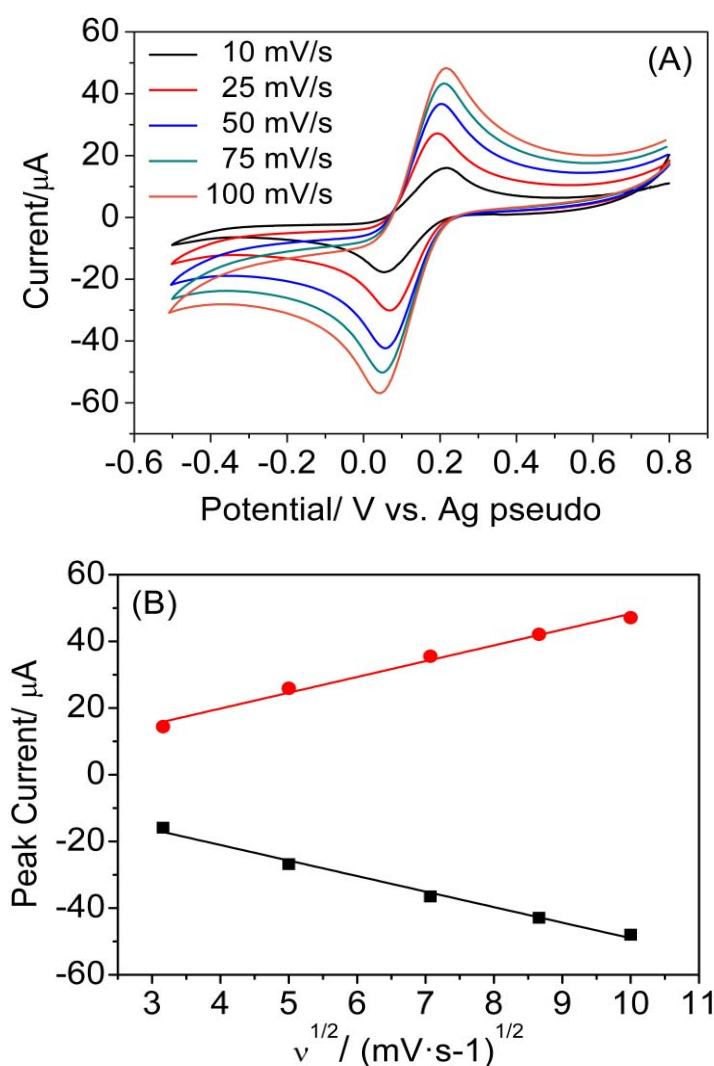 (A)
10 mV/s
25 mV/s
50 mV/s
75 mV/s
100 mV/s
60
40
20
0
-20
-40
-60
Current/μA
-0.6 -0.4 -0.2 0.0 0.2 0.4 0.6 0.8
Potential/ V vs. Ag pseudo
(B)
60
40
20
0
-20
-40
-60
Peak Current/ μA
3 4 5 6 7 8 9 10 11
ν^1/2/ (mV·s-1)^1/2